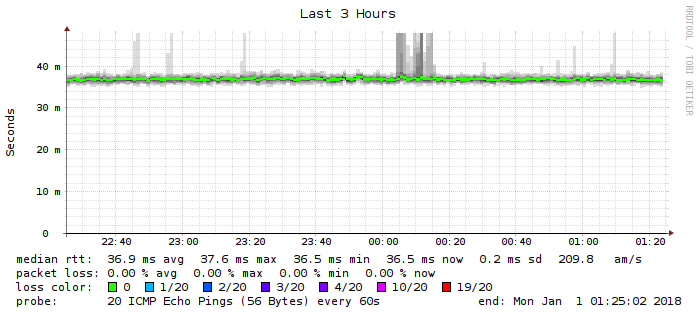 Last 3 Hours
RRDTOOL / TOBI OETIKER
Seconds
40 m
30 m
20 m
10 m
0
22:40 23:00 23:20 23:40 00:00 00:20 00:40 01:00 01:20
median rtt: 36.9 ms avg 37.6 ms max 36.5 ms min 36.5 ms now 0.2 ms sd 209.8 am/s
packet loss: 0.00 % avg 0.00 % max 0.00 % min 0.00 % now
loss color: 0 1/20 2/20 3/20 4/20 10/20 19/20
probe: 20 ICMP Echo Pings (56 Bytes) every 60s end: Mon Jan 1 01:25:02 2018